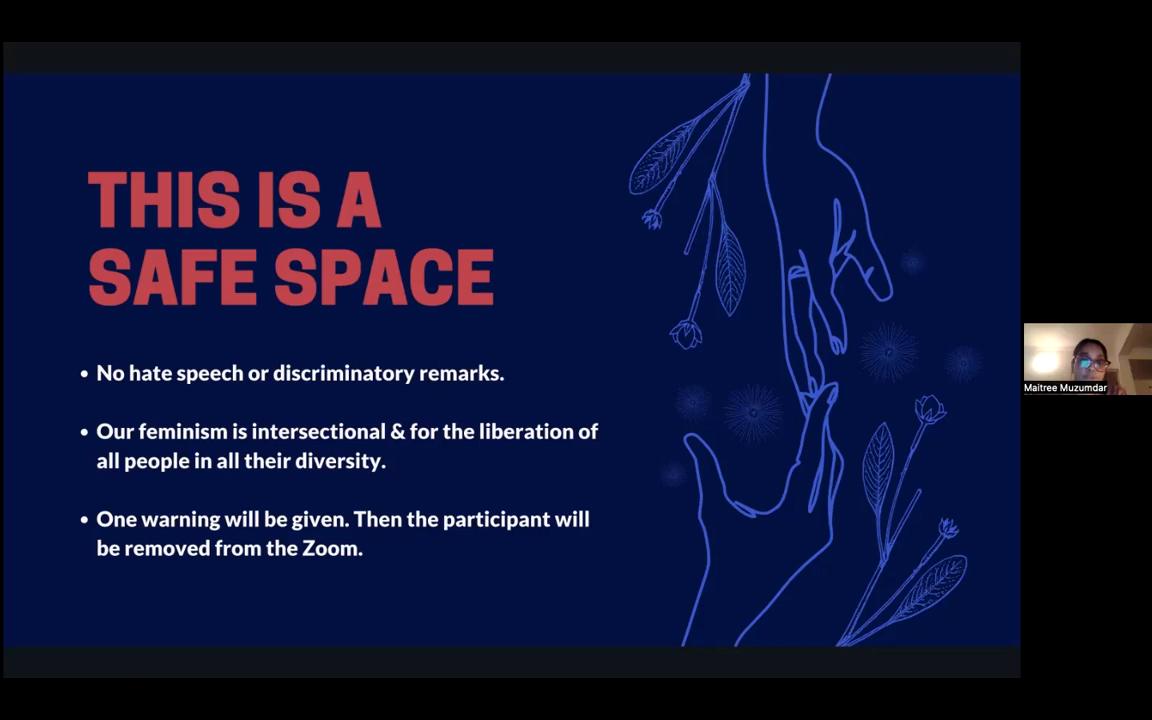 THIS IS A
SAFE SPACE
• No hate speech or discriminatory remarks.
• Our feminism is intersectional & for the liberation of
all people in all their diversity.
• One warning will be given. Then the participant will
be removed from the Zoom.
Maitree Muzumdar